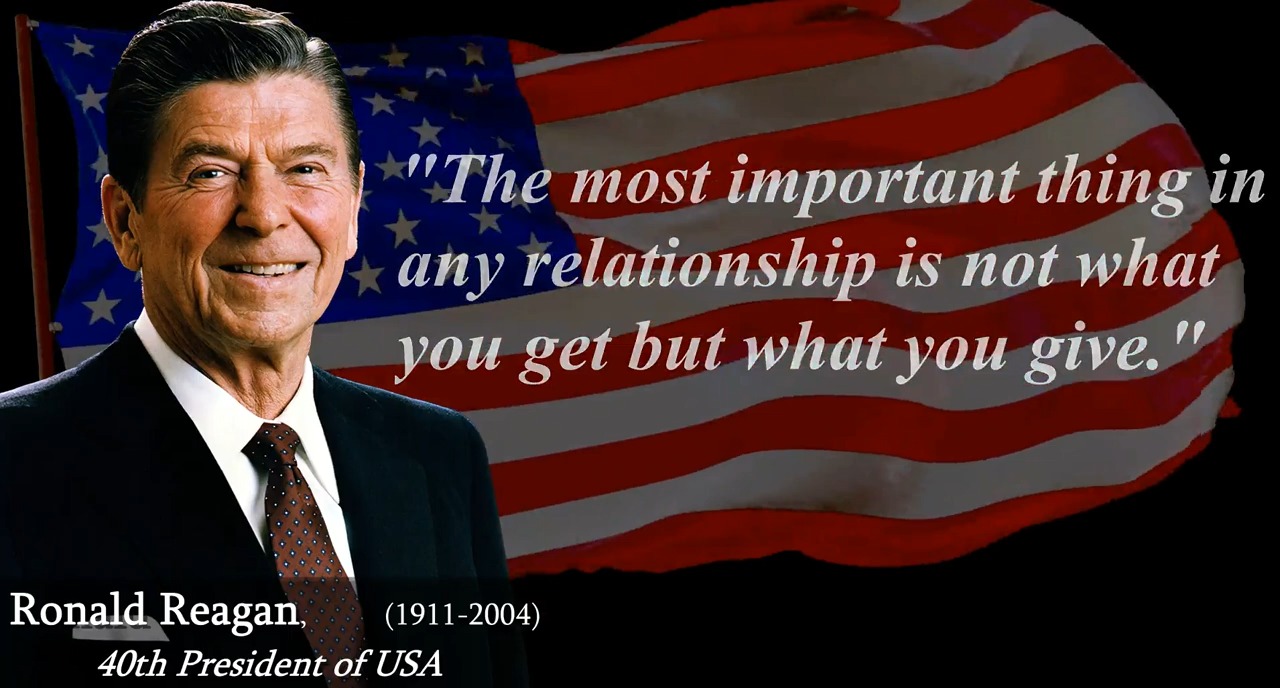 "The most important thing in
any relationship is not what
you get but what you give."
Ronald Reagan, (1911-2004)
40th President of USA